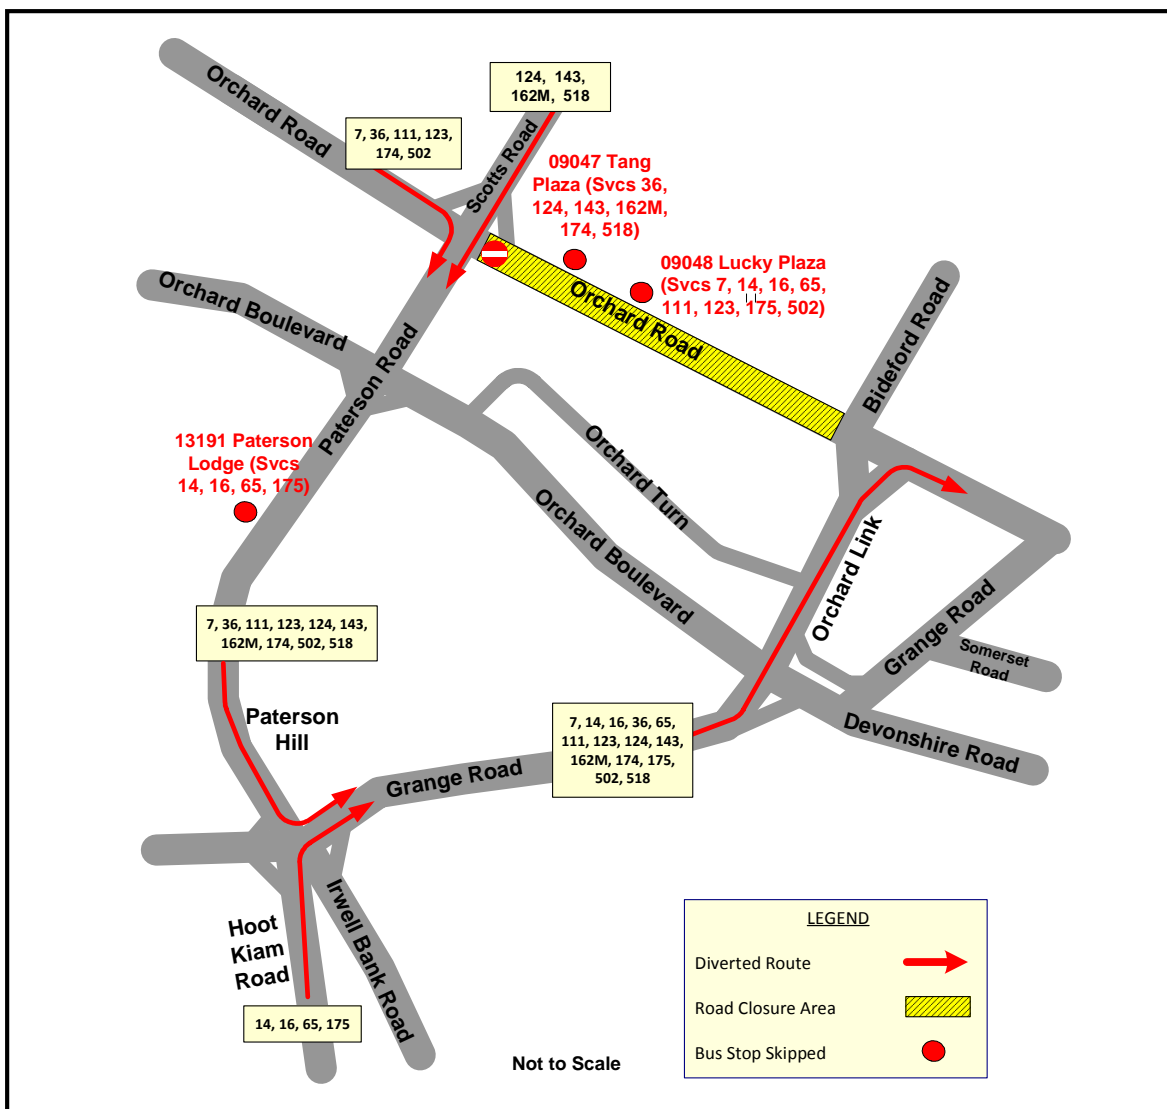 Orchard Road
7, 36, 111, 123,
174, 502
124, 143,
162M, 518
Scotts Road
09047 Tang
Plaza (Svcs 36,
124, 143, 162M,
174, 518)
09048 Lucky Plaza
(Svcs 7, 14, 16, 65,
111, 123, 175, 502)
Orchard Road
Bideford Road
Orchard Boulevard
Paterson Road
13191 Paterson
Lodge (Svcs
14, 16, 65, 175)
Orchard Turn
Orchard Boulevard
Orchard Link
Grange Road
Somerset
Road
Devonshire Road
7, 36, 111, 123, 124, 143,
162M, 174, 502, 518
Paterson
Hill
7, 14, 16, 36, 65,
111, 123, 124, 143,
162M, 174, 175,
502, 518
Grange Road
Hoot
Kiam
Road
Irwell Bank Road
14, 16, 65, 175
Not to Scale
LEGEND
Diverted Route
Road Closure Area
Bus Stop Skipped